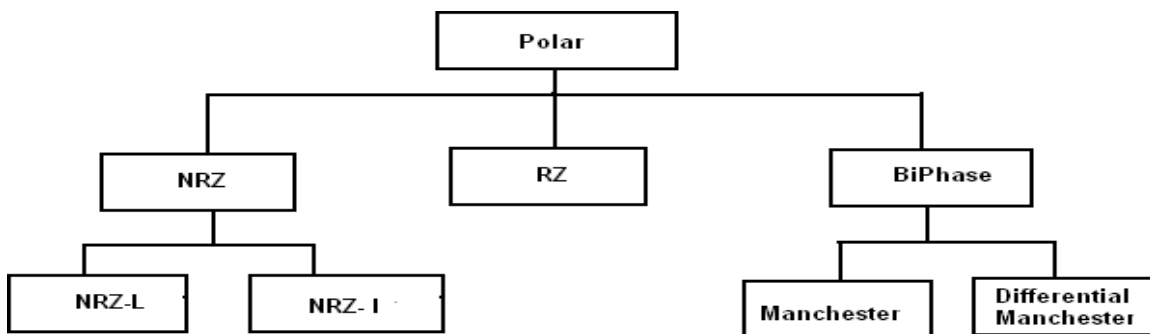 Polar
NRZ
RZ
BiPhase
NRZ-L
NRZ- I
Manchester
Differential
Manchester